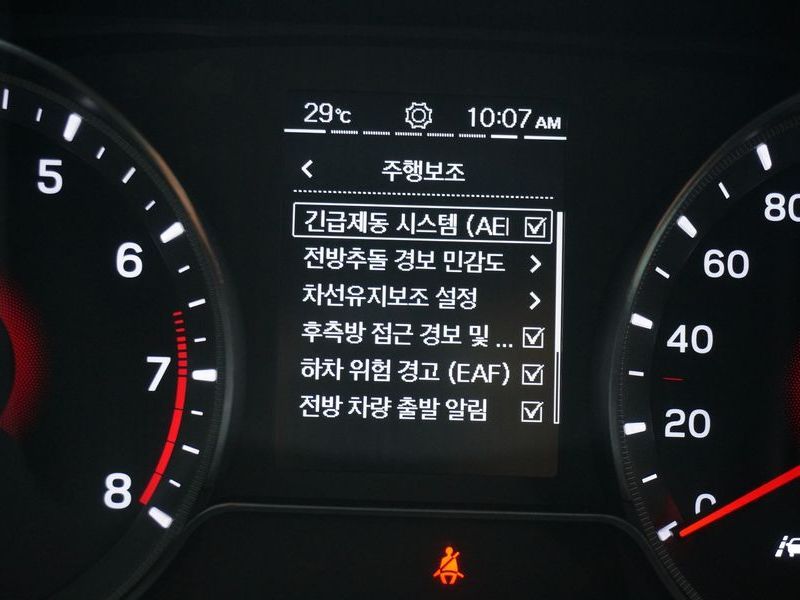 29℃ 10:07 AM
주행보조
긴급제동 시스템 (AE
전방추돌 경보 민감도
차선유지보조 설정
후측방 접근 경보 및 ...
하차 위험 경고 (EAF)
전방 차량 출발 알림
5
6
7
8
80
60
40
20
0